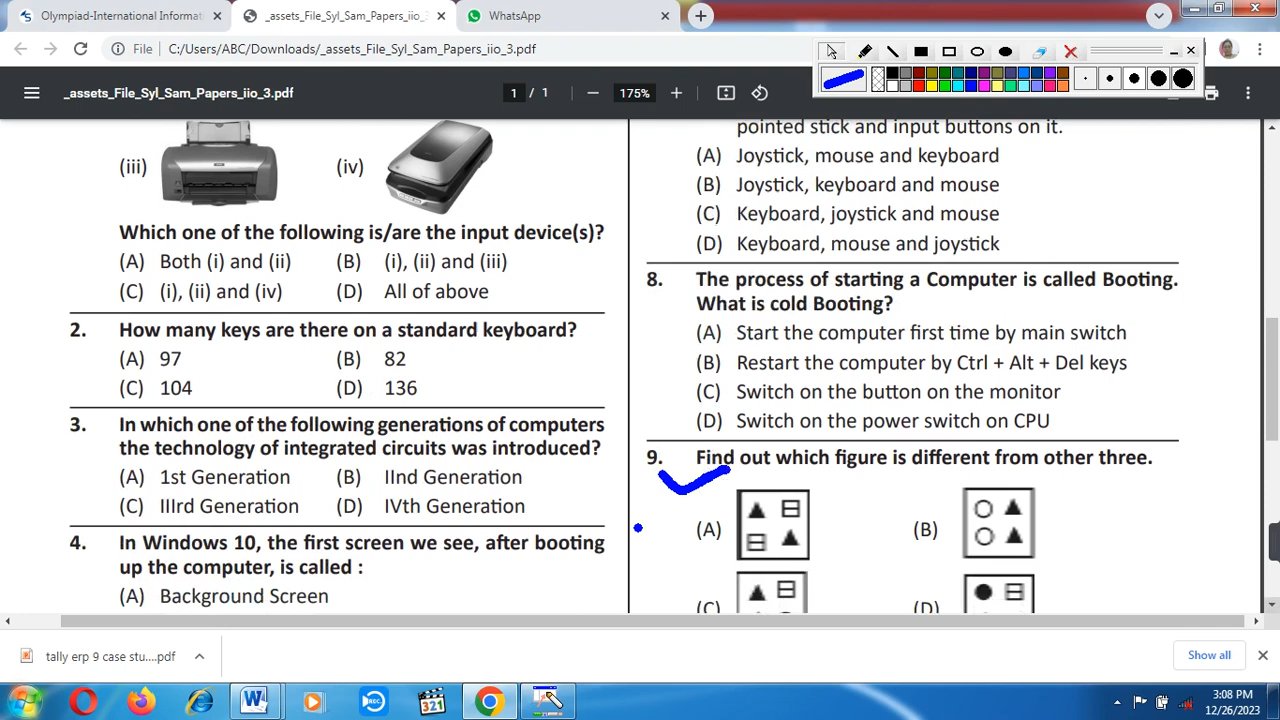 Olympiad-International Informat
_assets_File_Syl_Sam_Papers_iio_3.
WhatsApp
File
C:/Users/ABC/Downloads/_assets_File_Syl_Sam_Papers_iio_3.pdf
_assets_File_Syl_Sam_Papers_iio_3.pdf
1 / 1
175%
(iii)
(iv)
Which one of the following is/are the input device(s)?
(A) Both (i) and (ii) (B) (i), (ii) and (iii)
(C) (i), (ii) and (iv) (D) All of above
2. How many keys are there on a standard keyboard?
(A) 97 (B) 82
(C) 104 (D) 136
3. In which one of the following generations of computers
the technology of integrated circuits was introduced?
(A) 1st Generation (B) IInd Generation
(C) IIIrd Generation (D) IVth Generation
4. In Windows 10, the first screen we see, after booting
up the computer, is called :
(A) Background Screen
pointed stick and input buttons on it.
(A) Joystick, mouse and keyboard
(B) Joystick, keyboard and mouse
(C) Keyboard, joystick and mouse
(D) Keyboard, mouse and joystick
8. The process of starting a Computer is called Booting.
What is cold Booting?
(A) Start the computer first time by main switch
(B) Restart the computer by Ctrl + Alt + Del keys
(C) Switch on the button on the monitor
(D) Switch on the power switch on CPU
9. Find out which figure is different from other three.
(A) (B)
(C) (D)
tally erp 9 case stu....pdf
Show all
REC
321
3:08 PM
12/26/2023